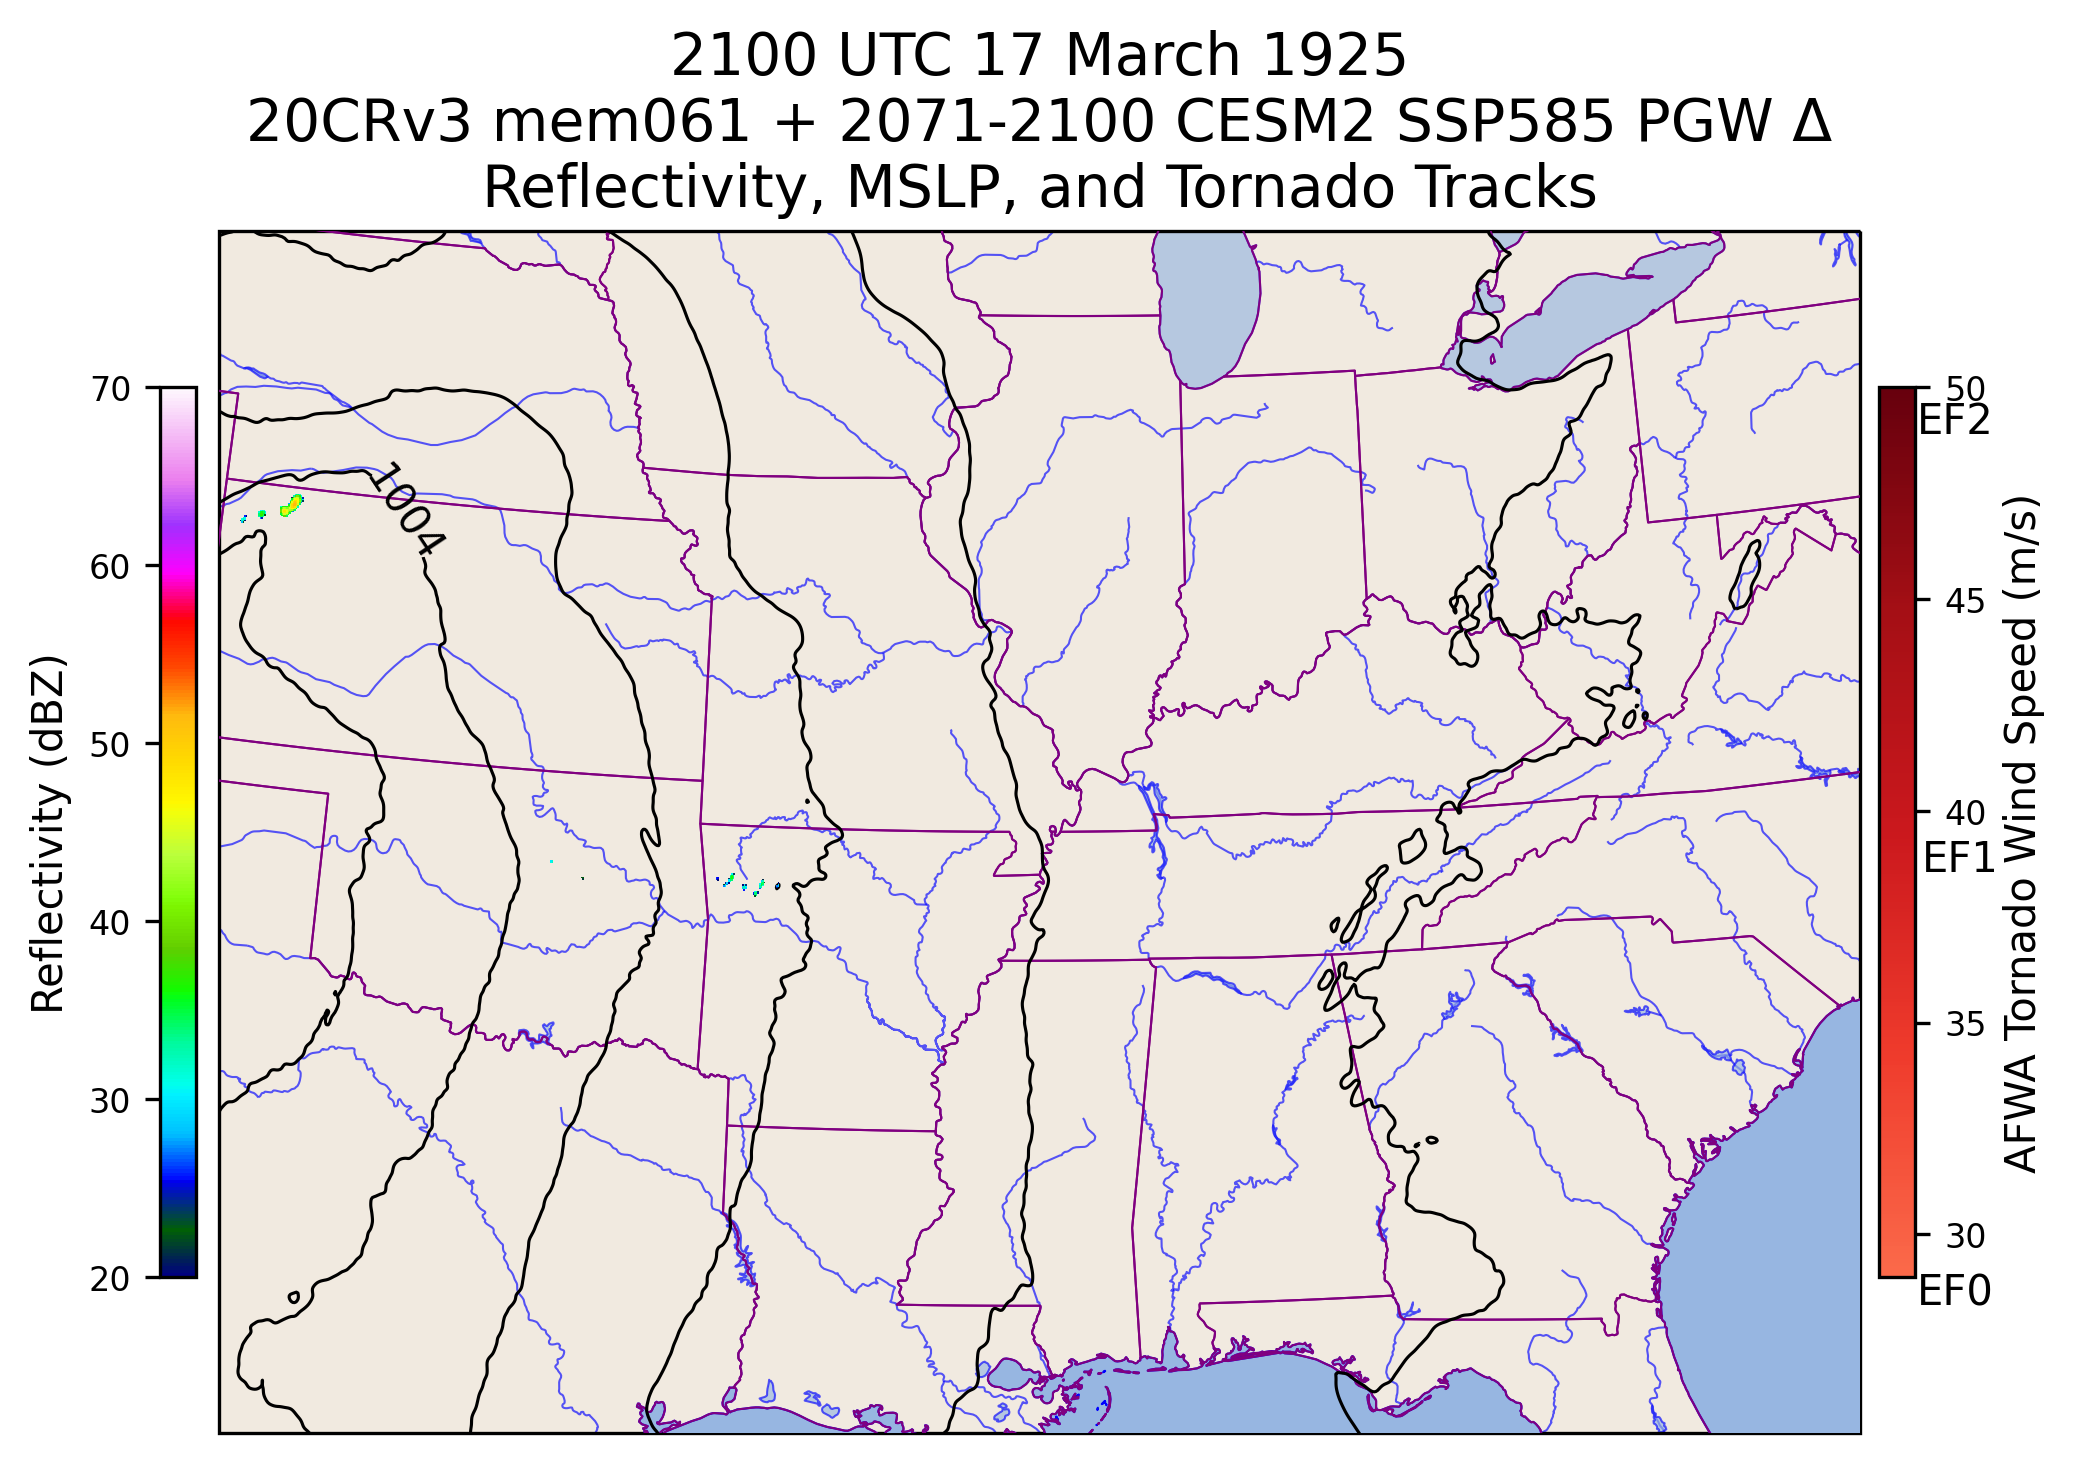 2100 UTC 17 March 1925
20CRv3 mem061 + 2071-2100 CESM2 SSP585 PGW Δ
Reflectivity, MSLP, and Tornado Tracks
70
60
50
40
30
20
Reflectivity (dBZ)
1004
50
EF2
45
40
EF1
35
30
EF0
AFWA Tornado Wind Speed (m/s)